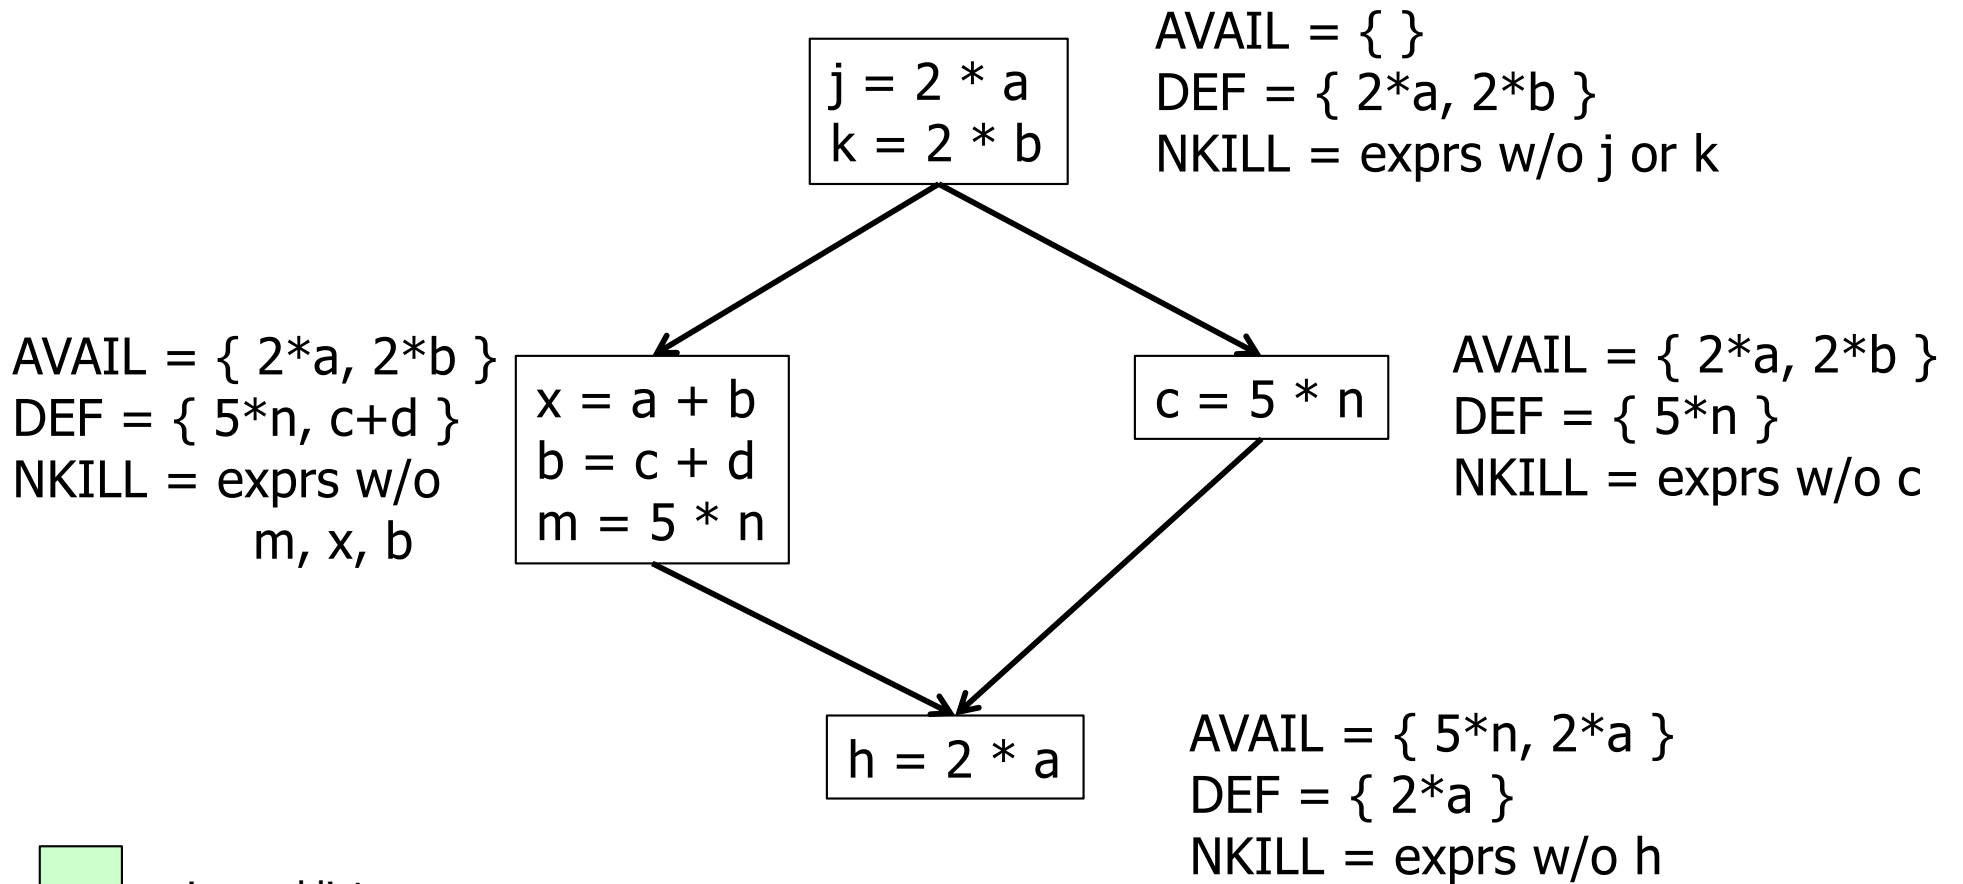 AVAIL = { }
DEF = { 2*a, 2*b }
NKILL = exprs w/o j or k
j = 2 * a
k = 2 * b
AVAIL = { 2*a, 2*b }
DEF = { 5*n, c+d }
NKILL = exprs w/o
m, x, b
x = a + b
b = c + d
m = 5 * n
c = 5 * n
AVAIL = { 2*a, 2*b }
DEF = { 5*n }
NKILL = exprs w/o c
h = 2 * a
AVAIL = { 5*n, 2*a }
DEF = { 2*a }
NKILL = exprs w/o h